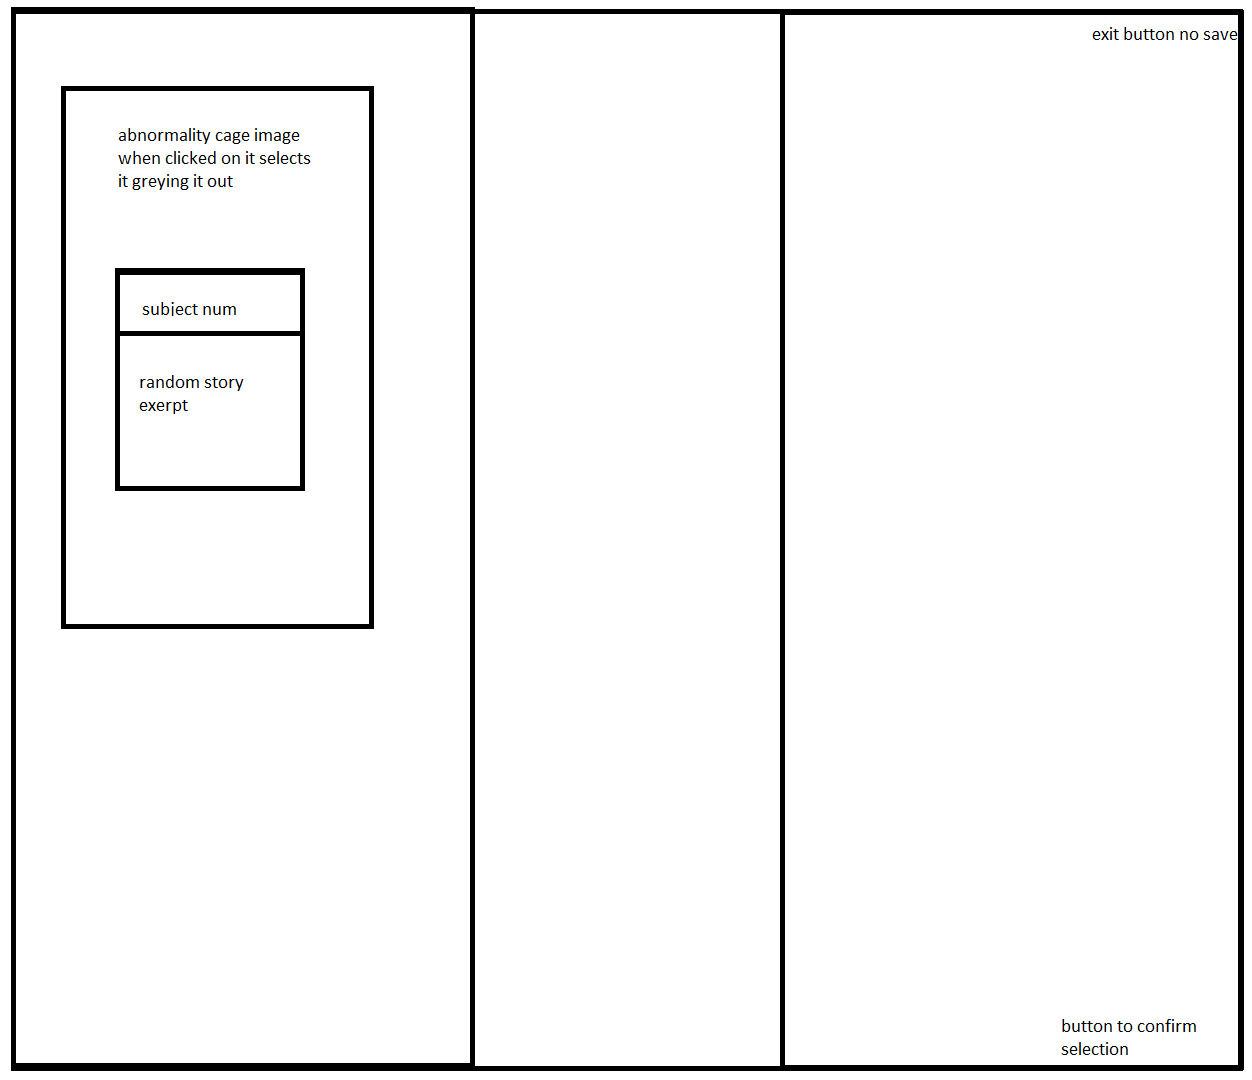 exit button no save
abnormality cage image
when clicked on it selects
it greying it out
subject num
random story
exerpt
button to confirm
selection